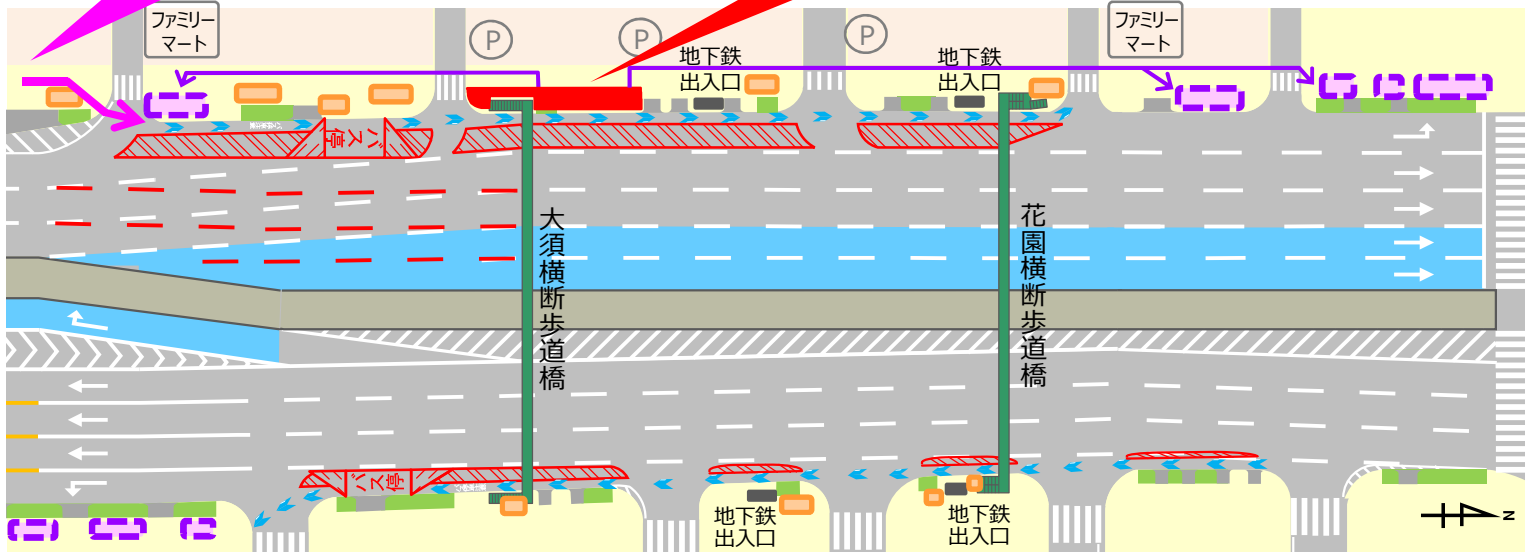 ファミリー
マート
P
P
地下鉄
出入口
P
地下鉄
出入口
ファミリー
マート
バス停
大須横断歩道橋
花園横断歩道橋
バス停
地下鉄
出入口
地下鉄
出入口
N